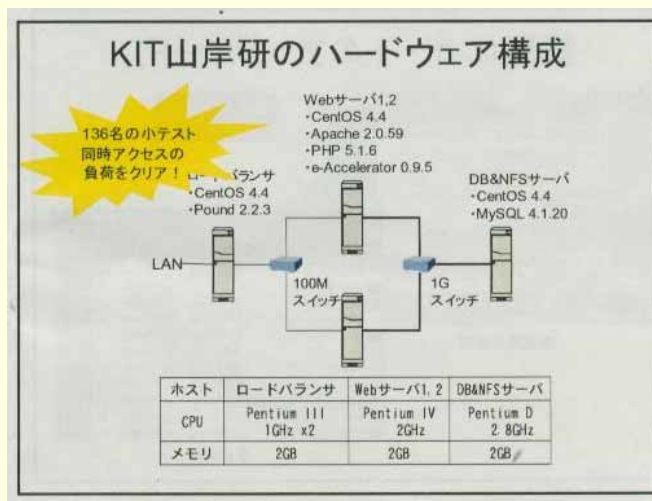 KIT山岸研のハードウェア構成
136名の小テスト
同時アクセスの
負荷をクリア！
Webサーバ1,2
・CentOS 4.4
・Apache 2.0.59
・PHP 5.1.6
・e-Accelerator 0.9.5
ードバランサ
・CentOS 4.4
・Pound 2.2.3
DB&NFSサーバ
・CentOS 4.4
・MySQL 4.1.20
LAN
100M
スイッチ
1G
スイッチ
ホスト ロードバランサ Webサーバ1, 2 DB&NFSサーバ
CPU Pentium III 1GHz x2 Pentium IV 2GHz Pentium D 2.8GHz
メモリ 2GB 2GB 2GB